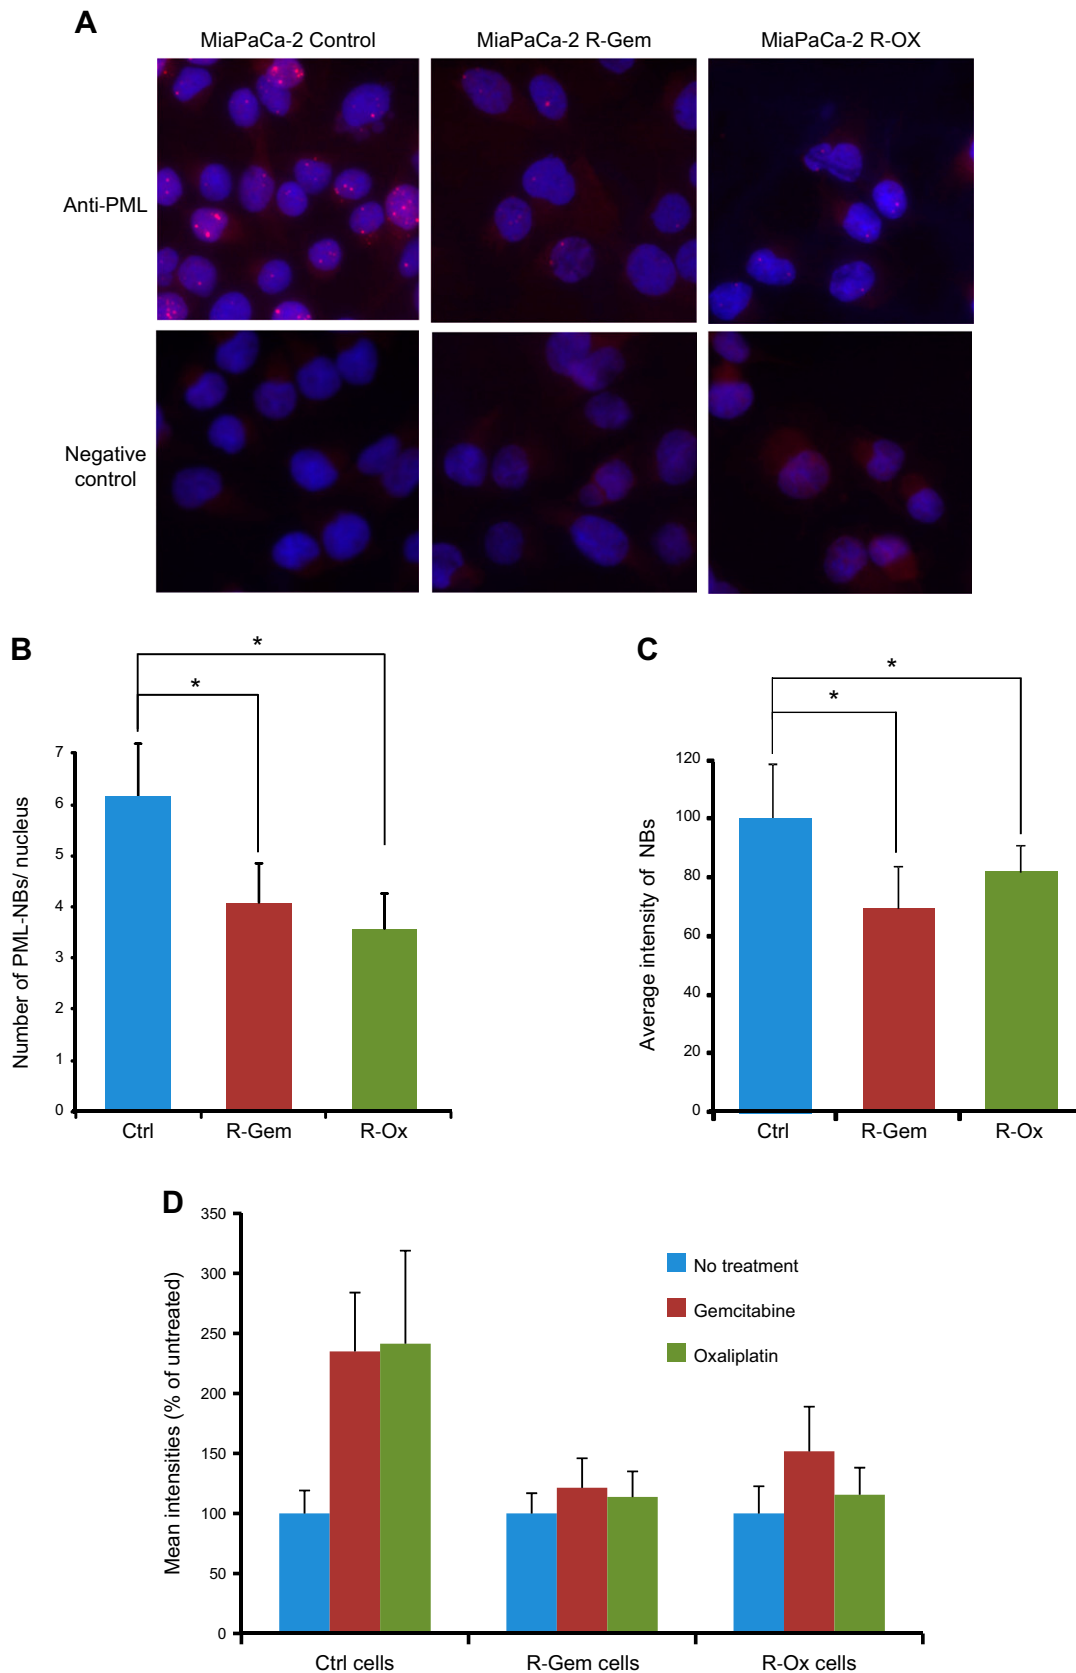 A
MiaPaCa-2 Control
MiaPaCa-2 R-Gem
MiaPaCa-2 R-OX
Anti-PML
Negative
control
B
*
*
Number of PML-NBs/ nucleus
7
6
5
4
3
2
1
0
Ctrl
R-Gem
R-Ox
C
*
*
Average intensity of NBs
120
100
80
60
40
20
0
Ctrl
R-Gem
R-Ox
D
Mean intensities (% of untreated)
350
300
250
200
150
100
50
0
No treatment
Gemcitabine
Oxaliplatin
Ctrl cells
R-Gem cells
R-Ox cells